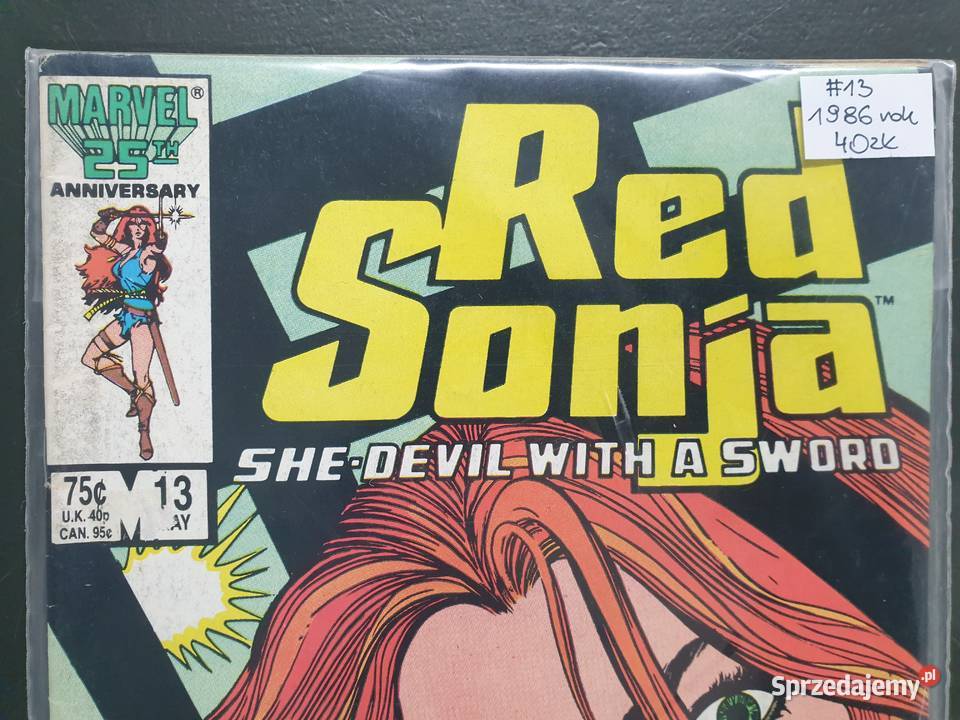 MARVEL®
25TH
ANNIVERSARY
#13
1986 rok
40zł
Red
Sonja™
SHE-DEVIL WITH A SWORD
75¢ 13
U.K. 40p MAY
CAN. 95¢
Sprzedajemy.pl